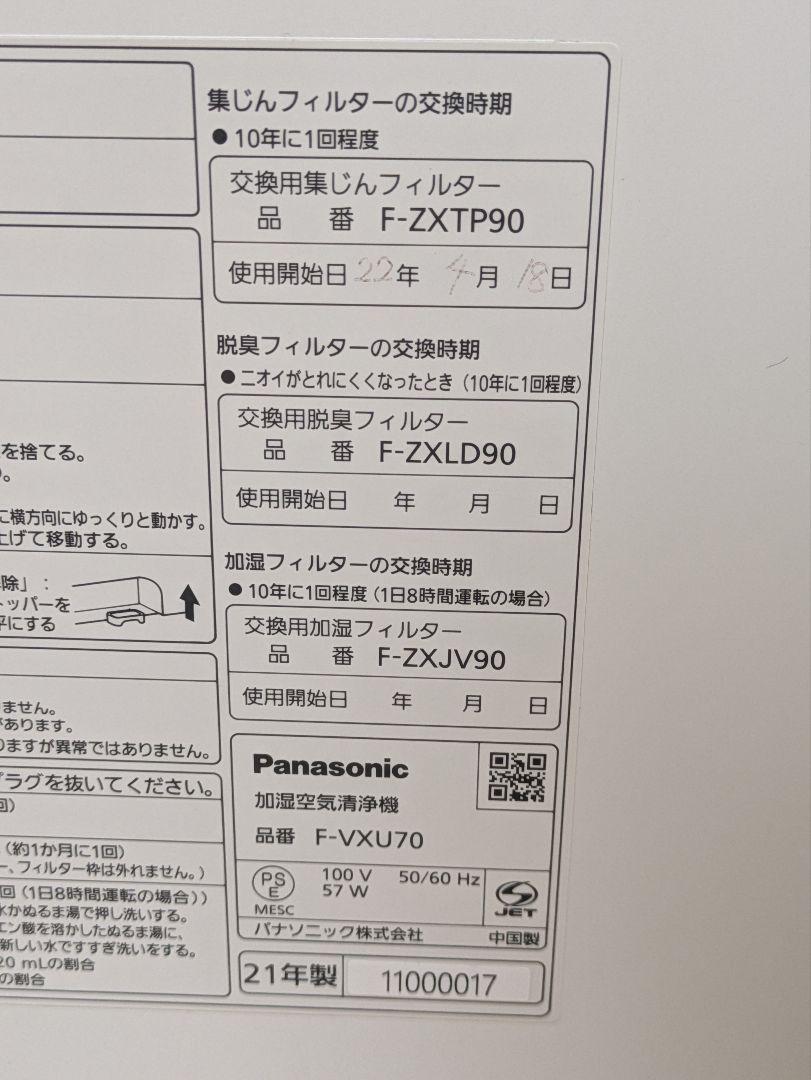 を捨てる。
に横方向にゆっくりと動かす。
上げて移動する。
除」：
トッパーを
平にする
ません。
があります。
りますが異常ではありません。
プラグを抜いてください。
回）
（約1か月に1回）
ー、フィルター枠は外れません。）
回（1日8時間運転の場合））
水かぬるま湯で押し洗いする。
エン酸を溶かしたぬるま湯に、
新しい水ですすぎ洗いをする。
20 mLの割合
の割合
集じんフィルターの交換時期
●10年に1回程度
交換用集じんフィルター
品　番 F-ZXTP90
使用開始日 22年 4月 18日
脱臭フィルターの交換時期
●ニオイがとれにくくなったとき（10年に1回程度）
交換用脱臭フィルター
品　番 F-ZXLD90
使用開始日　年　月　日
加湿フィルターの交換時期
●10年に1回程度（1日8時間運転の場合）
交換用加湿フィルター
品　番 F-ZXJV90
使用開始日　年　月　日
Panasonic
加湿空気清浄機
品番 F-VXU70
PS
E
MESC
100 V 50/60 Hz
57 W
JET
パナソニック株式会社
中国製
21年製
11000017